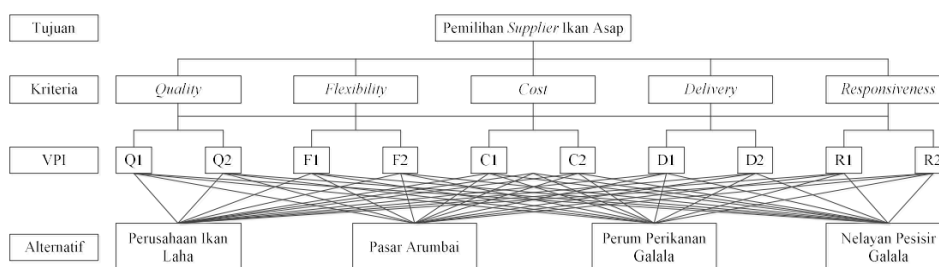 Tujuan
Pemilihan Supplier Ikan Asap
Kriteria
Quality
Flexibility
Cost
Delivery
Responsiveness
VPI
Q1
Q2
F1
F2
C1
C2
D1
D2
R1
R2
Alternatif
Perusahaan Ikan
Laha
Pasar Arumbai
Perum Perikanan
Galala
Nelayan Pesisir
Galala